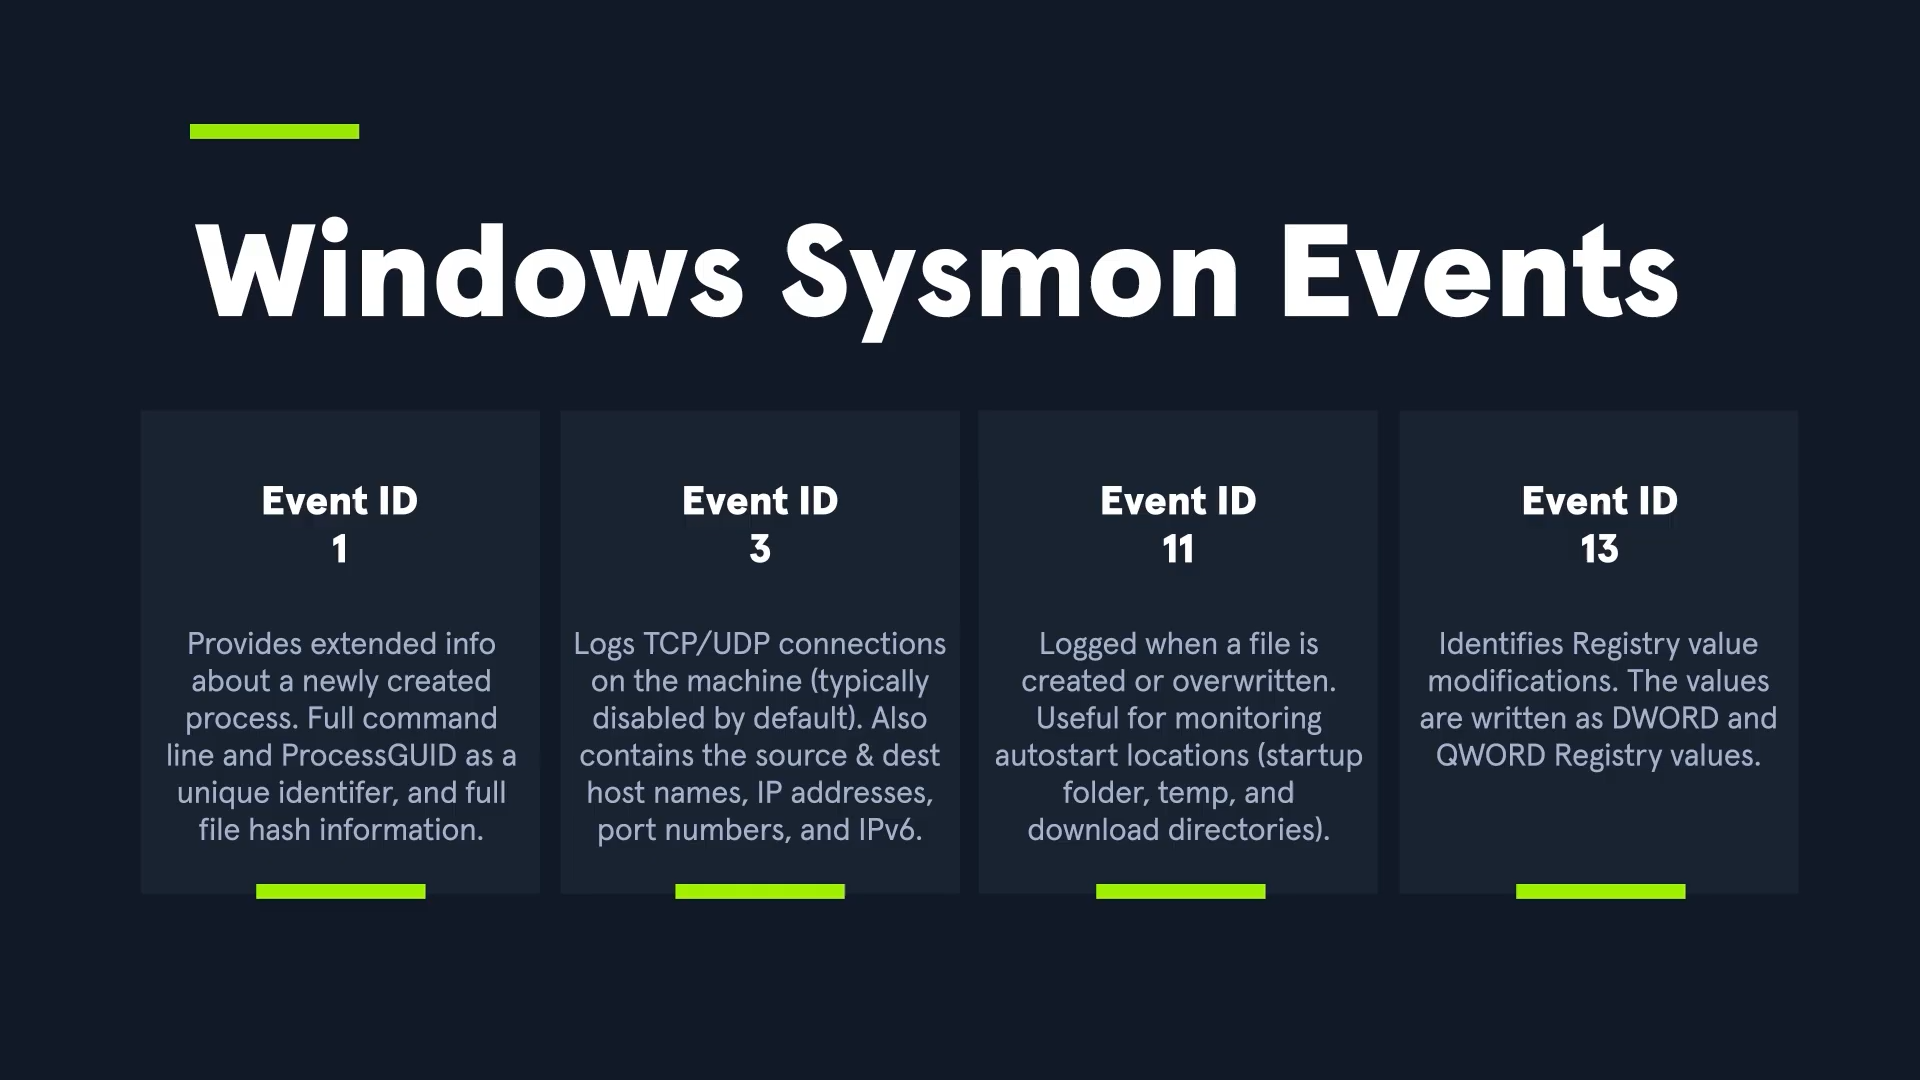 Windows Sysmon Events
Event ID
1
Provides extended info
about a newly created
process. Full command
line and ProcessGUID as a
unique identifer, and full
file hash information.
Event ID
3
Logs TCP/UDP connections
on the machine (typically
disabled by default). Also
contains the source & dest
host names, IP addresses,
port numbers, and IPv6.
Event ID
11
Logged when a file is
created or overwritten.
Useful for monitoring
autostart locations (startup
folder, temp, and
download directories).
Event ID
13
Identifies Registry value
modifications. The values
are written as DWORD and
QWORD Registry values.